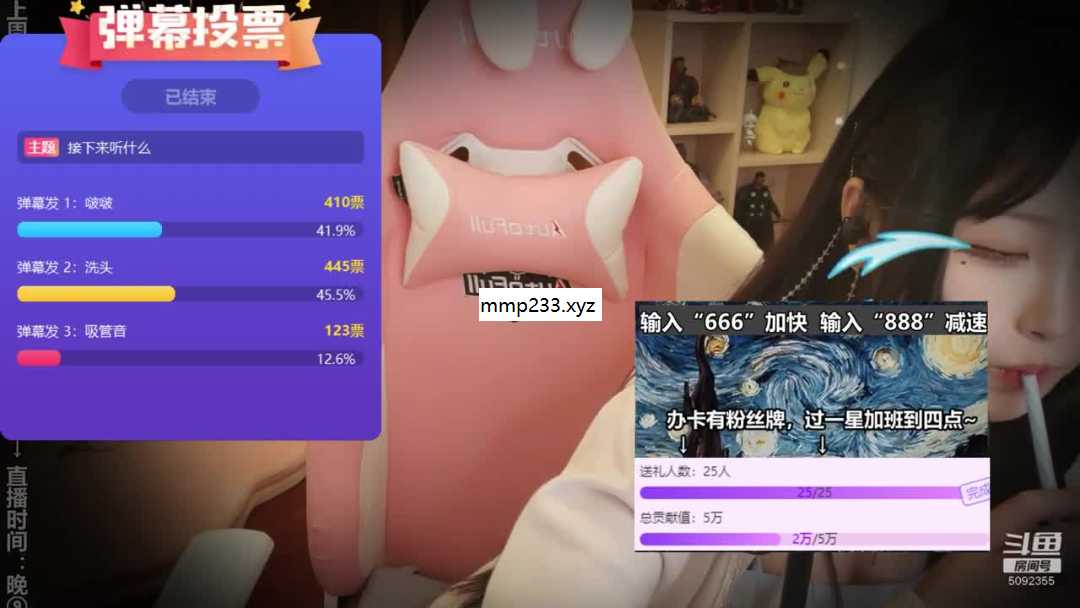 上周
弹幕投票
已结束
主题 接下来听什么
弹幕发 1：啵啵
410票
41.9%
弹幕发 2：洗头
445票
45.5%
弹幕发 3：吸管音
123票
12.6%
直播时间：晚9
AutoFull
mmp233.xyz
输入“666”加快 输入“888”减速
办卡有粉丝牌，过一星加班到四点~
送礼人数：25人
25/25
完成
总贡献值：5万
2万/5万
斗鱼
房间号
5092355